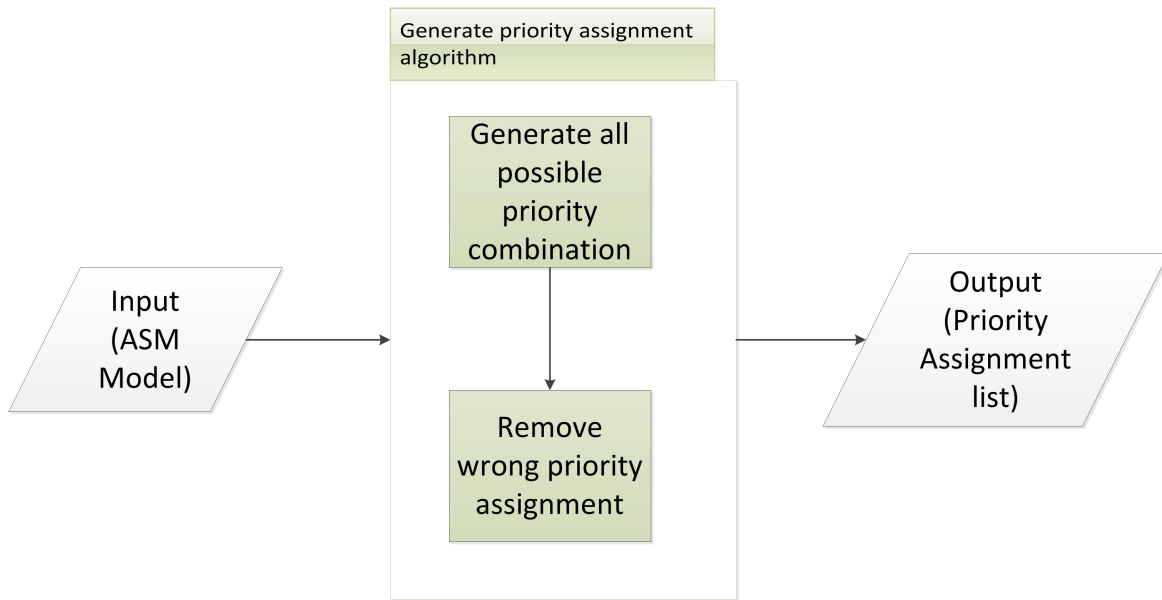 Generate priority assignment
algorithm
Generate all
possible
priority
combination
Input
(ASM
Model)
Output
(Priority
Assignment
list)
Remove
wrong priority
assignment